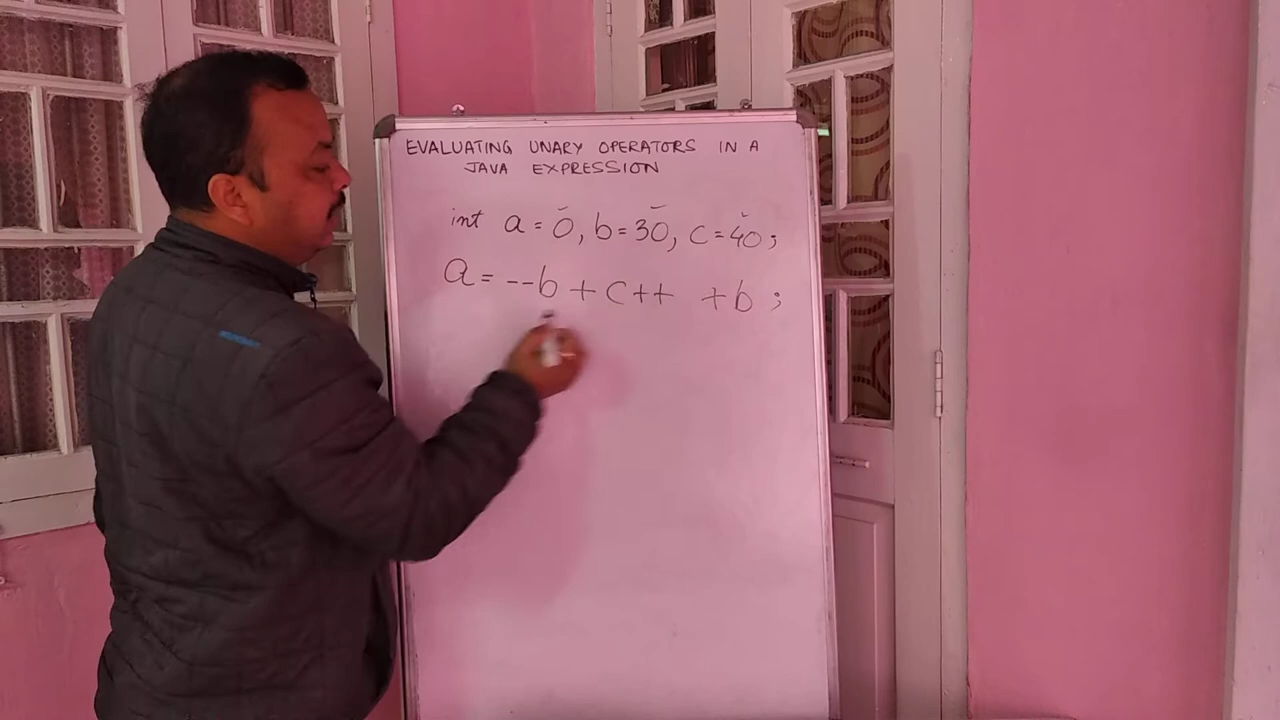 EVALUATING UNARY OPERATORS IN A
JAVA EXPRESSION
int a = 0, b = 30, c = 40;
a = --b + c++ + b ;